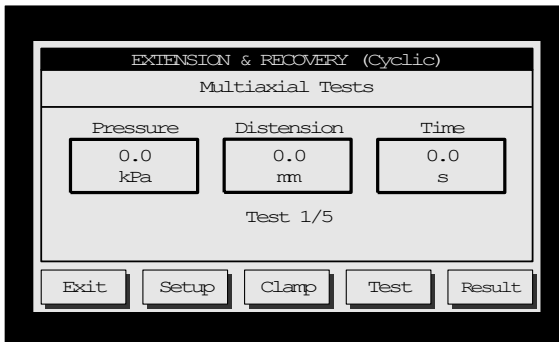 EXTENSION & RECOVERY (Cyclic)
Multiaxial Tests
Pressure Distension Time
0.0 0.0 0.0
kPa mm s
Test 1/5
Exit Setup Clamp Test Result